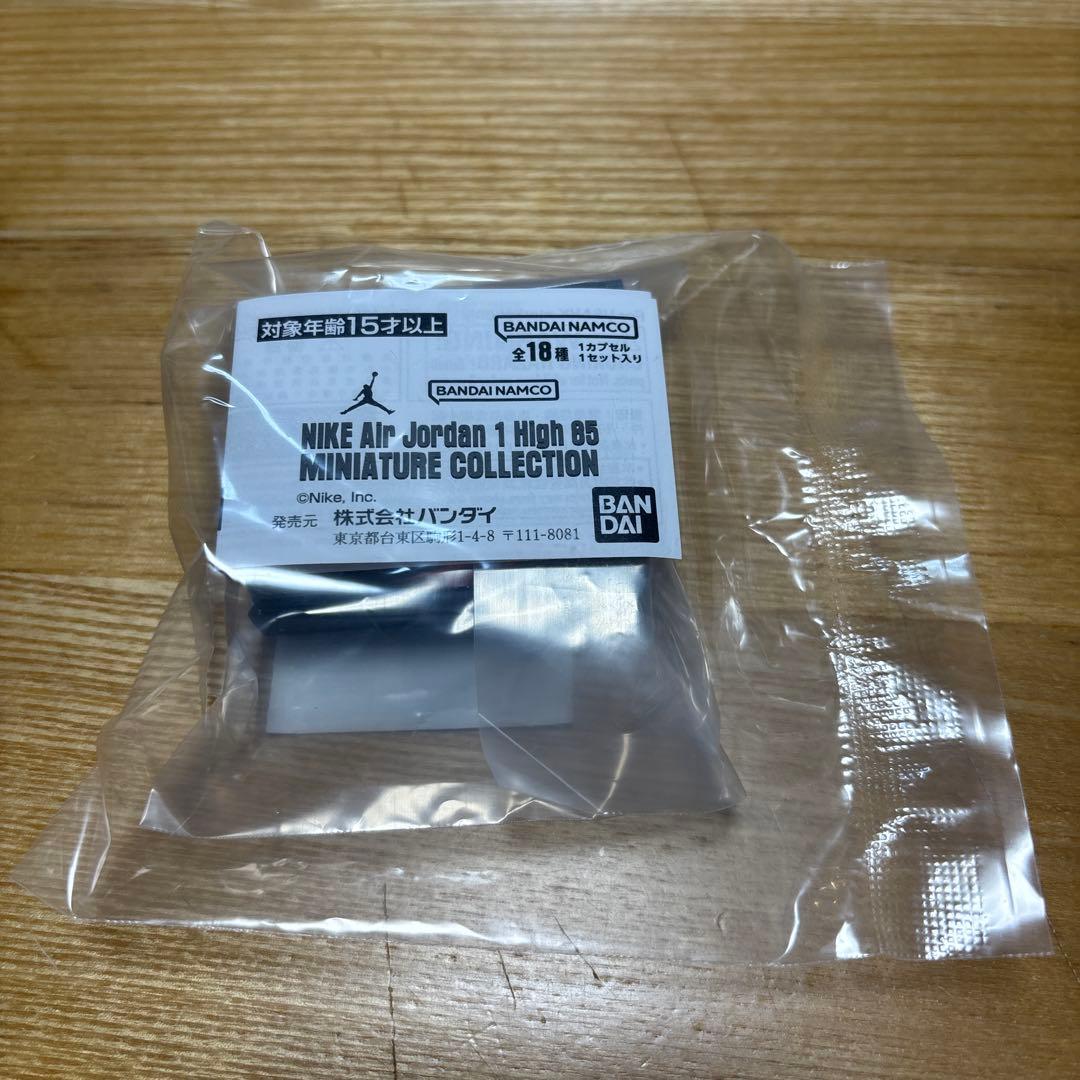 対象年齢15才以上
BANDAI NAMCO
全18種 1カプセル
1セット入り
BANDAI NAMCO
NIKE Air Jordan 1 High 85
MINIATURE COLLECTION
©Nike, Inc.
発売元 株式会社バンダイ
東京都台東区駒形1-4-8 〒111-8081
BAN
DAI